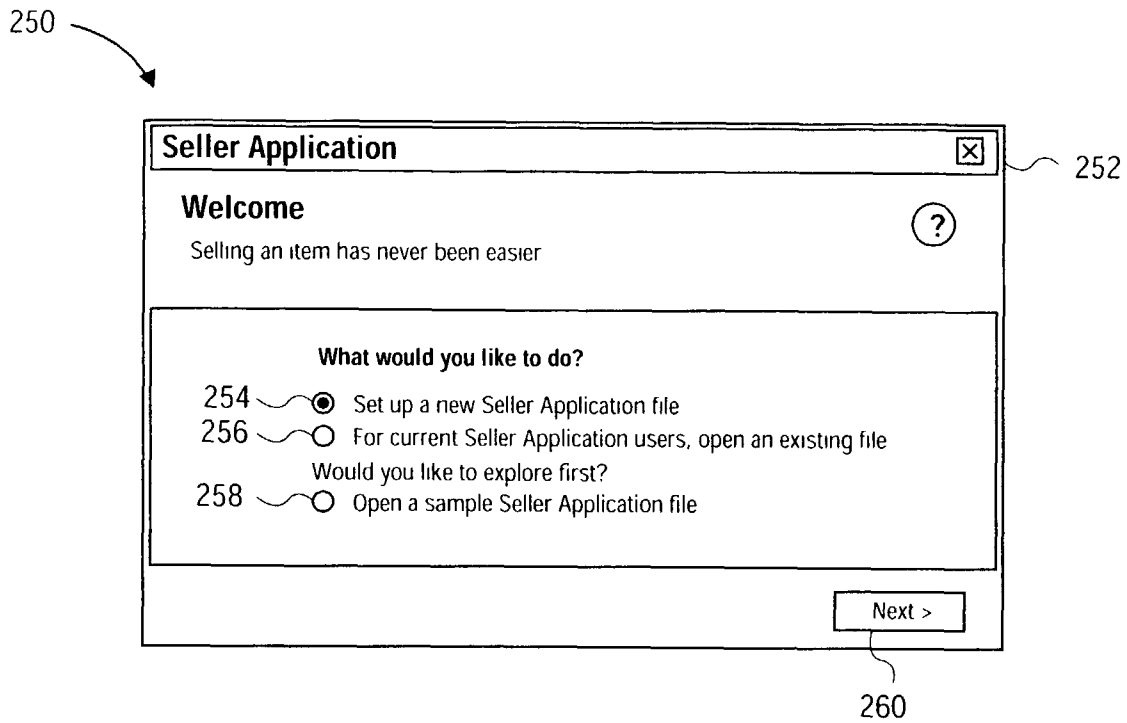 250
Seller Application
252
Welcome
?
Selling an item has never been easier
What would you like to do?
254
Set up a new Seller Application file
256
For current Seller Application users, open an existing file
Would you like to explore first?
258
Open a sample Seller Application file
Next >
260